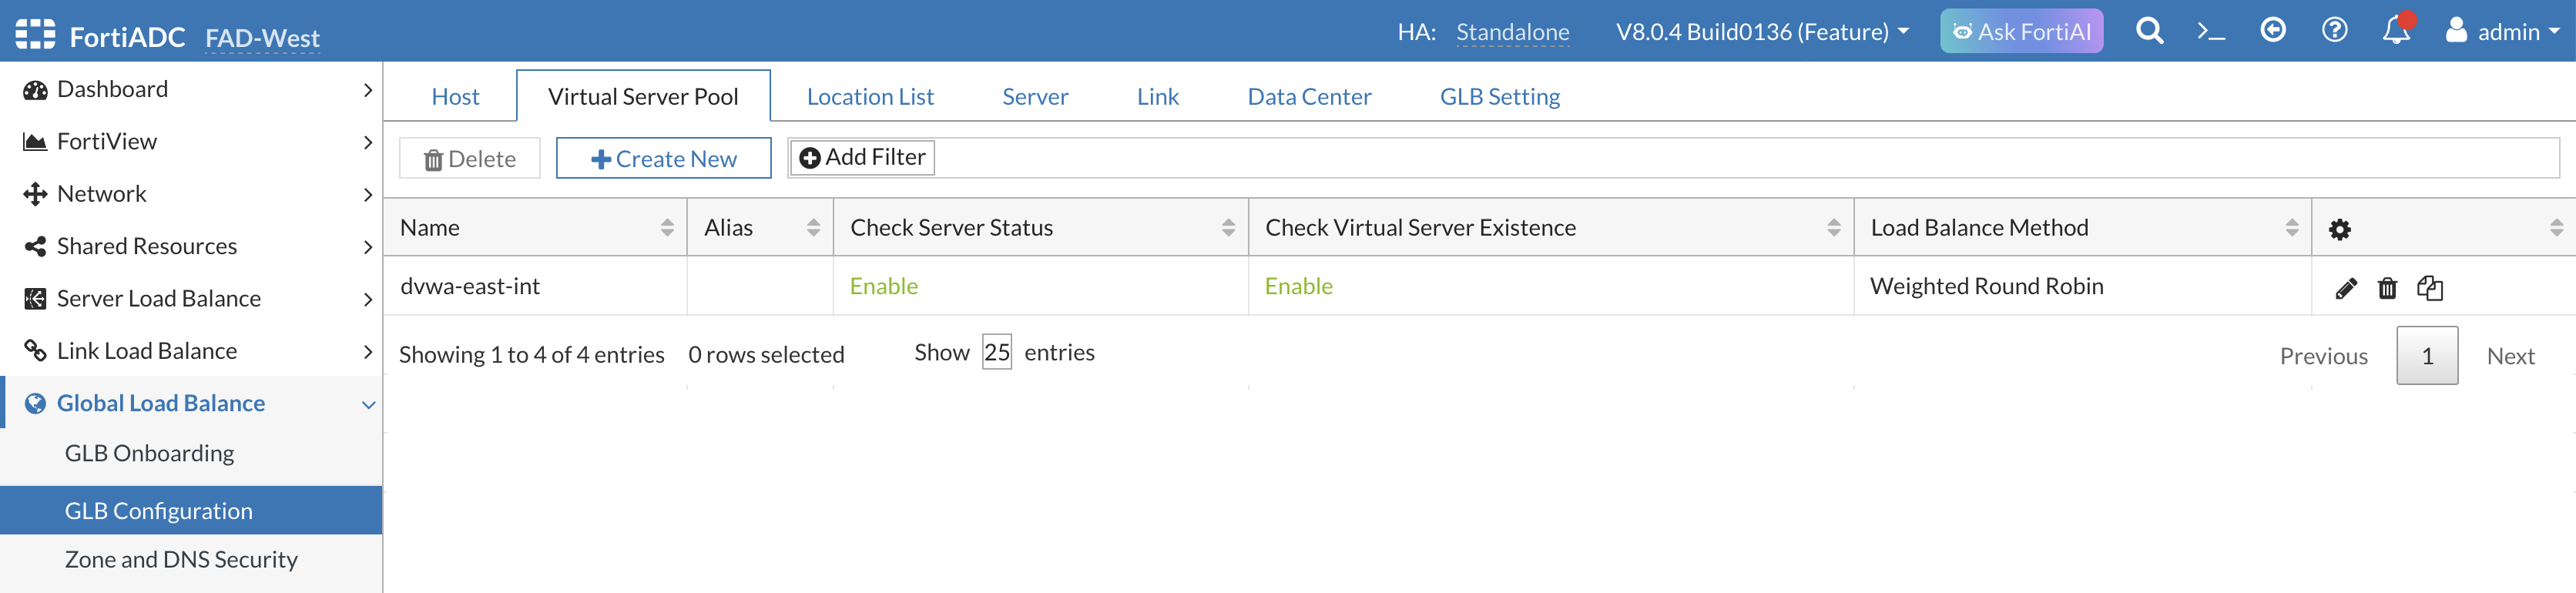 FortiADC FAD-West HA: Standalone V8.0.4 Build0136 (Feature) Ask FortiAI admin
Dashboard
FortiView
Network
Shared Resources
Server Load Balance
Link Load Balance
Global Load Balance
GLB Onboarding
GLB Configuration
Zone and DNS Security
Host Virtual Server Pool Location List Server Link Data Center GLB Setting
Delete Create New Add Filter
Name Alias Check Server Status Check Virtual Server Existence Load Balance Method
dvwa-east-int Enable Enable Weighted Round Robin
Showing 1 to 4 of 4 entries 0 rows selected Show 25 entries Previous 1 Next